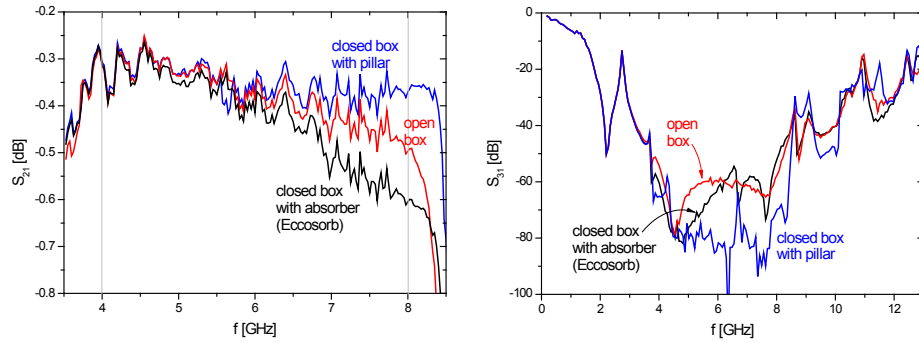 -0.2
-0.3
-0.4
-0.5
-0.6
-0.7
-0.8
S21 [dB]
4
5
6
7
8
f [GHz]
closed box
with pillar
open
box
closed box
with absorber
(Eccosorb)
0
-20
-40
-60
-80
-100
S31 [dB]
0
2
4
6
8
10
12
f [GHz]
open
box
closed box
with absorber
(Eccosorb)
closed box
with pillar